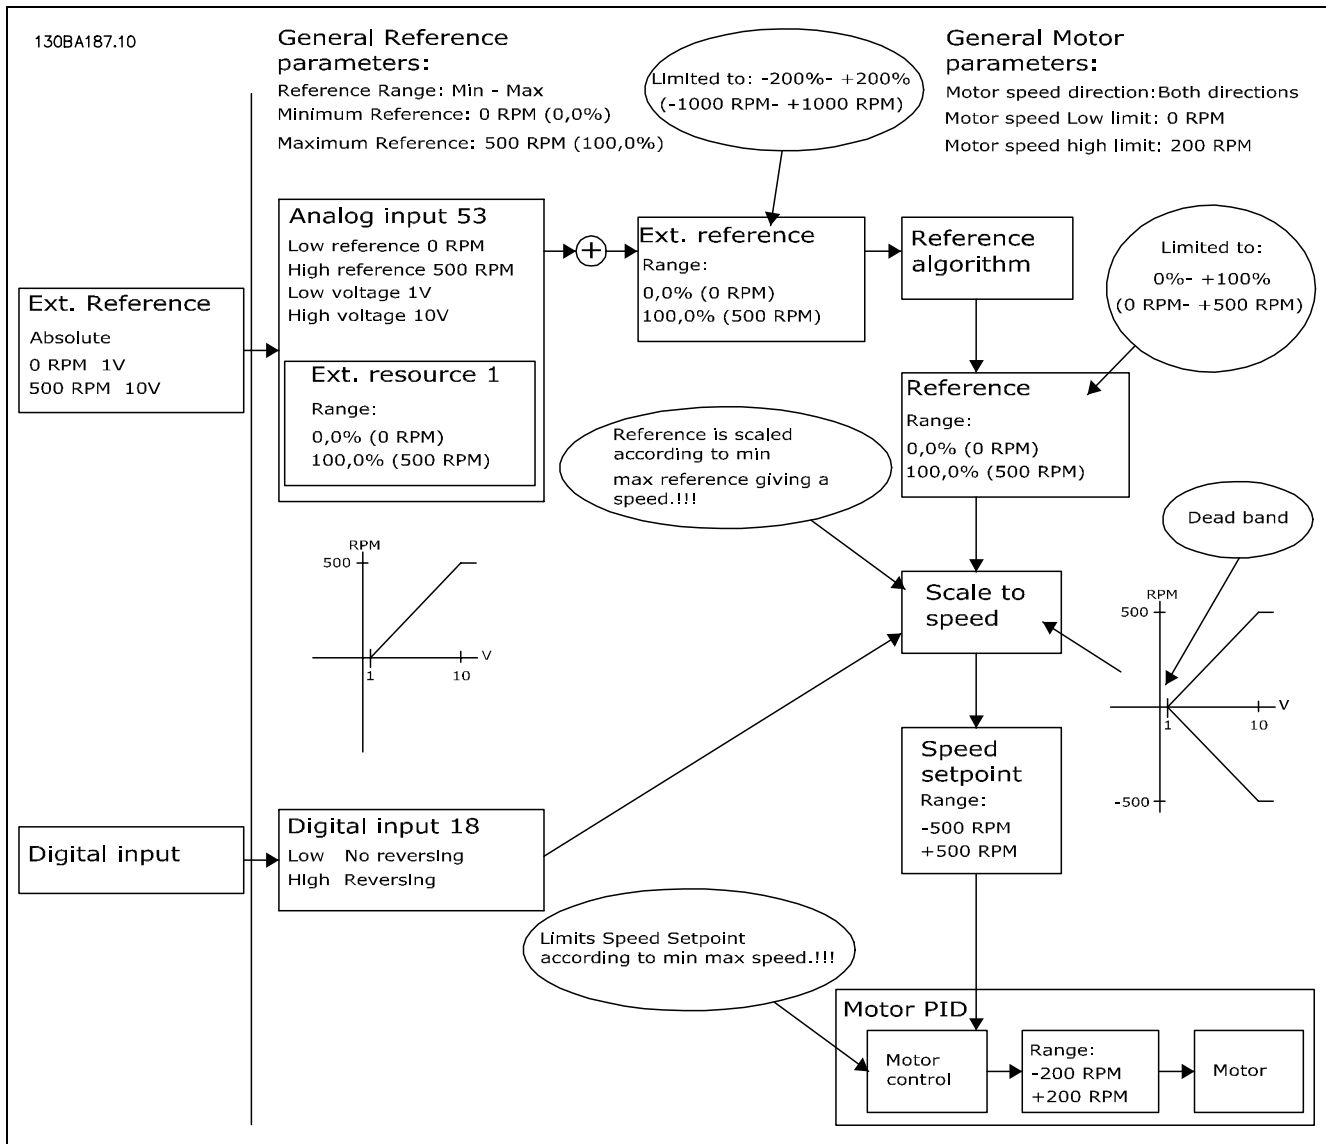 130BA187.10
General Reference
parameters:
Reference Range: Min - Max
Minimum Reference: 0 RPM (0,0%)
Maximum Reference: 500 RPM (100,0%)
Limited to: -200%- +200%
(-1000 RPM- +1000 RPM)
General Motor
parameters:
Motor speed direction:Both directions
Motor speed Low limit: 0 RPM
Motor speed high limit: 200 RPM
Ext. Reference
Absolute
0 RPM 1V
500 RPM 10V
Analog input 53
Low reference 0 RPM
High reference 500 RPM
Low voltage 1V
High voltage 10V
Ext. resource 1
Range:
0,0% (0 RPM)
100,0% (500 RPM)
+
Ext. reference
Range:
0,0% (0 RPM)
100,0% (500 RPM)
Reference
algorithm
Limited to:
0%- +100%
(0 RPM- +500 RPM)
Reference
Range:
0,0% (0 RPM)
100,0% (500 RPM)
Reference is scaled
according to min
max reference giving a
speed.!!!
Dead band
RPM
500
V
1
10
Scale to
speed
RPM
500
V
1
10
-500
Speed
setpoint
Range:
-500 RPM
+500 RPM
Digital input
Digital input 18
Low No reversing
High Reversing
Limits Speed Setpoint
according to min max speed.!!!
Motor PID
Motor
control
Range:
-200 RPM
+200 RPM
Motor